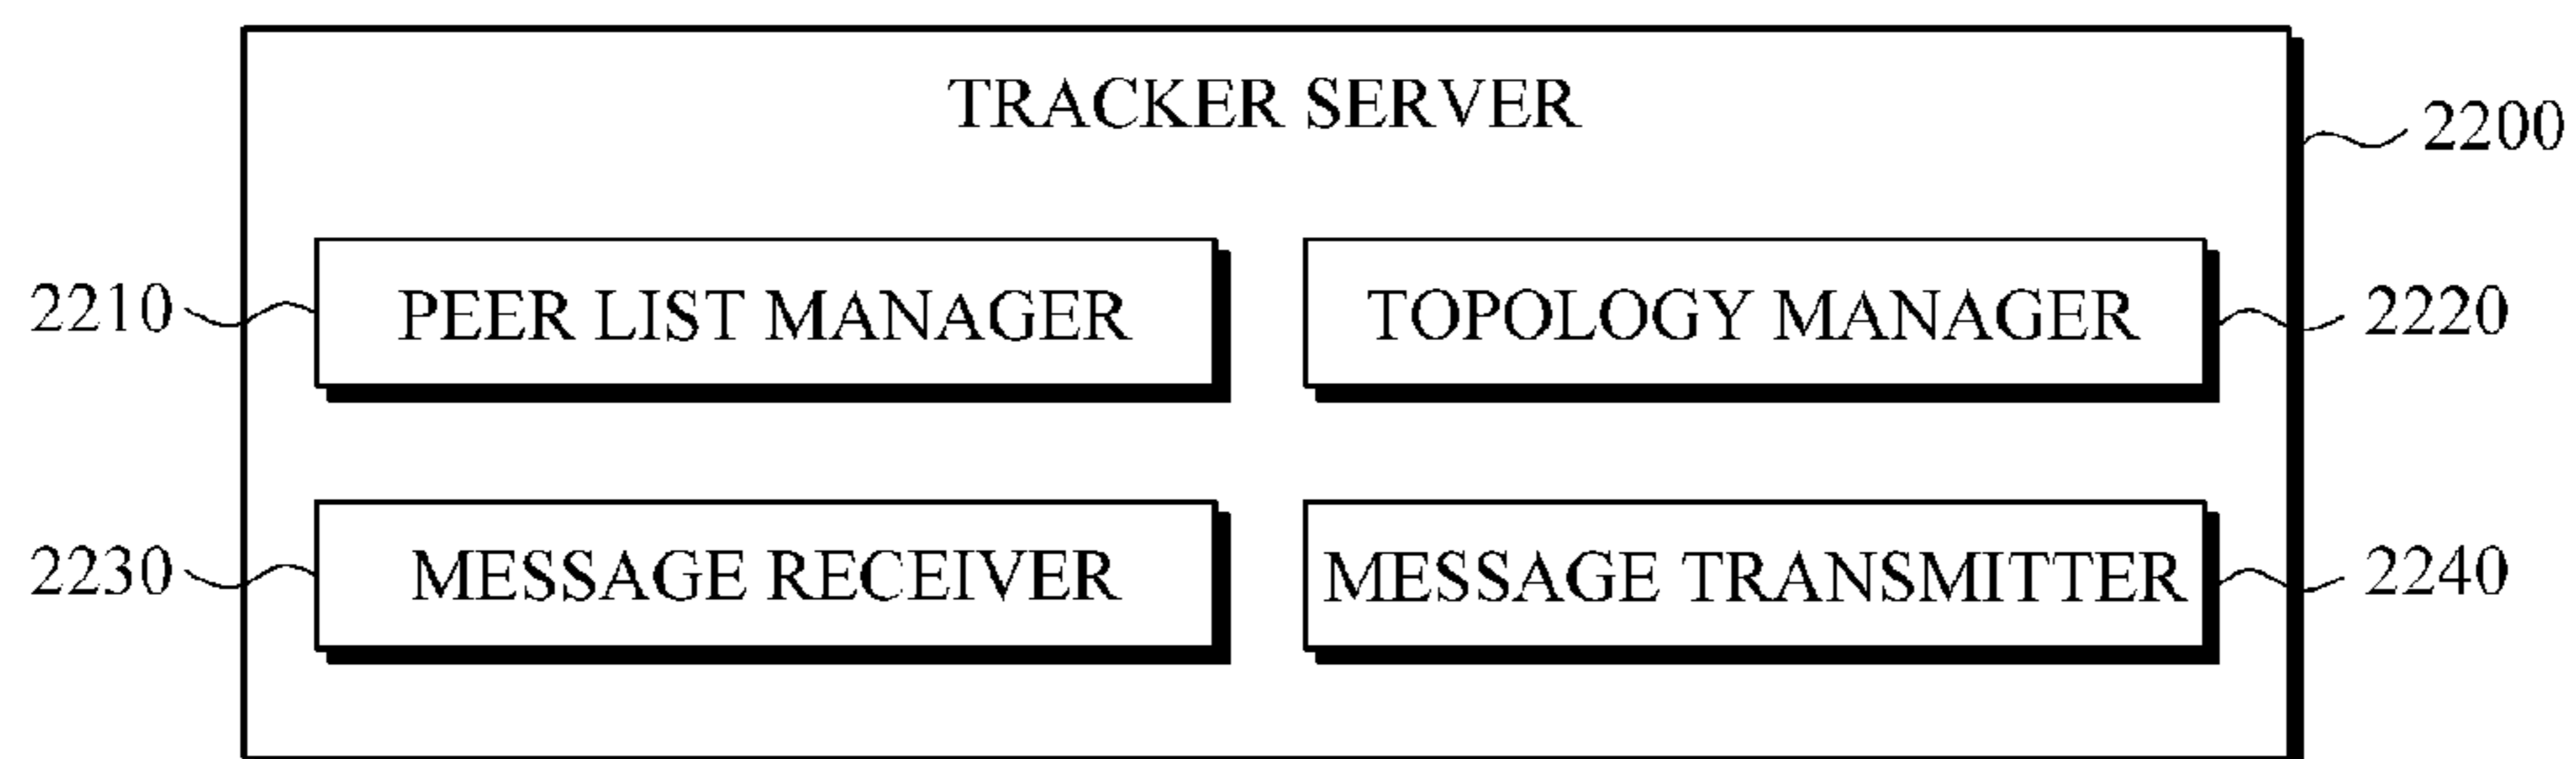 TRACKER SERVER
2200
2210
PEER LIST MANAGER
TOPOLOGY MANAGER
2220
2230
MESSAGE RECEIVER
MESSAGE TRANSMITTER
2240